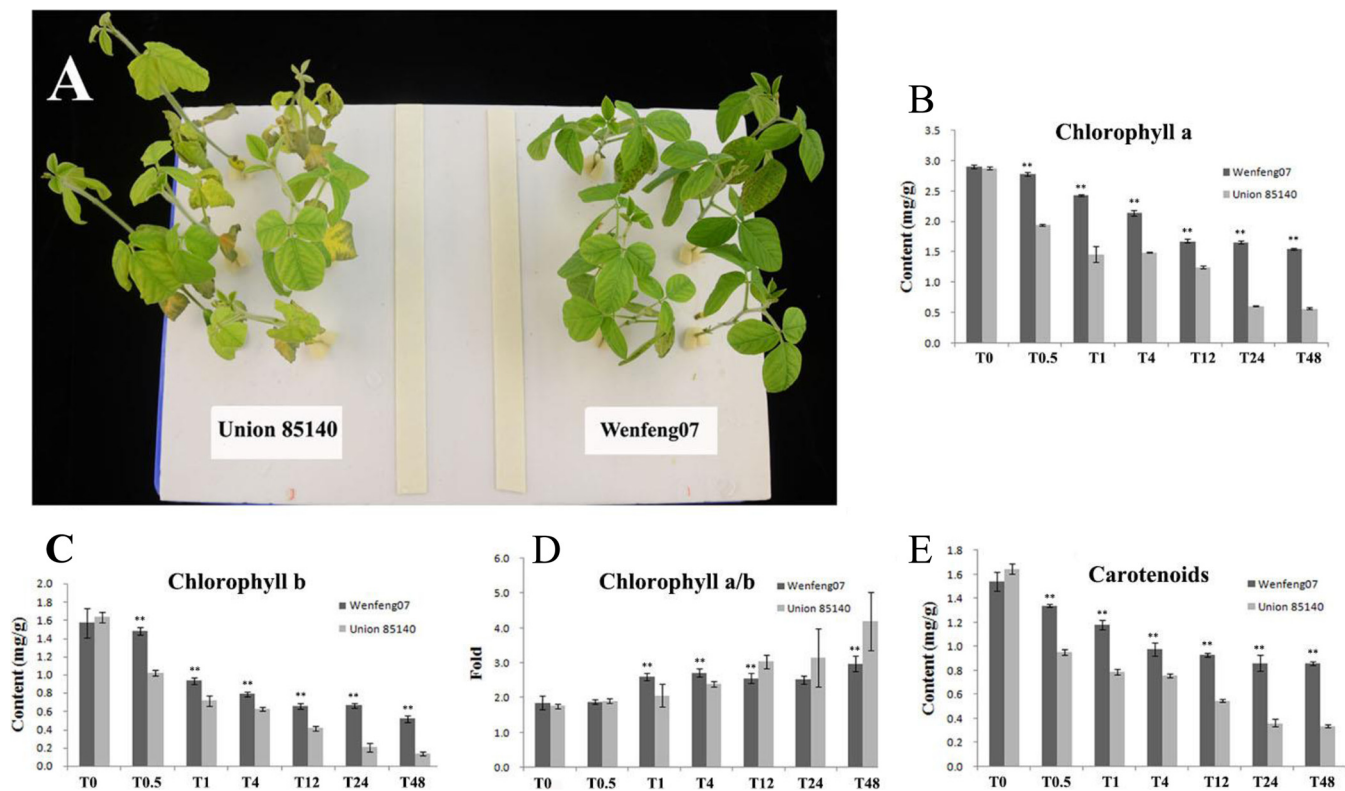 A
Union 85140
Wenfeng07
B
Chlorophyll a
Content (mg/g)
3.5
3.0
2.5
2.0
1.5
1.0
0.5
0.0
** ** ** ** ** **
Wenfeng07
Union 85140
T0 T0.5 T1 T4 T12 T24 T48
C
Chlorophyll b
Content (mg/g)
2.0
1.8
1.6
1.4
1.2
1.0
0.8
0.6
0.4
0.2
0.0
** ** ** ** ** **
Wenfeng07
Union 85140
T0 T0.5 T1 T4 T12 T24 T48
D
Chlorophyll a/b
Fold
6.0
5.0
4.0
3.0
2.0
1.0
0.0
** ** ** **
Wenfeng07
Union 85140
T0 T0.5 T1 T4 T12 T24 T48
E
Carotenoids
Content (mg/g)
1.8
1.6
1.4
1.2
1.0
0.8
0.6
0.4
0.2
0.0
** ** ** ** ** **
Wenfeng07
Union 85140
T0 T0.5 T1 T4 T12 T24 T48